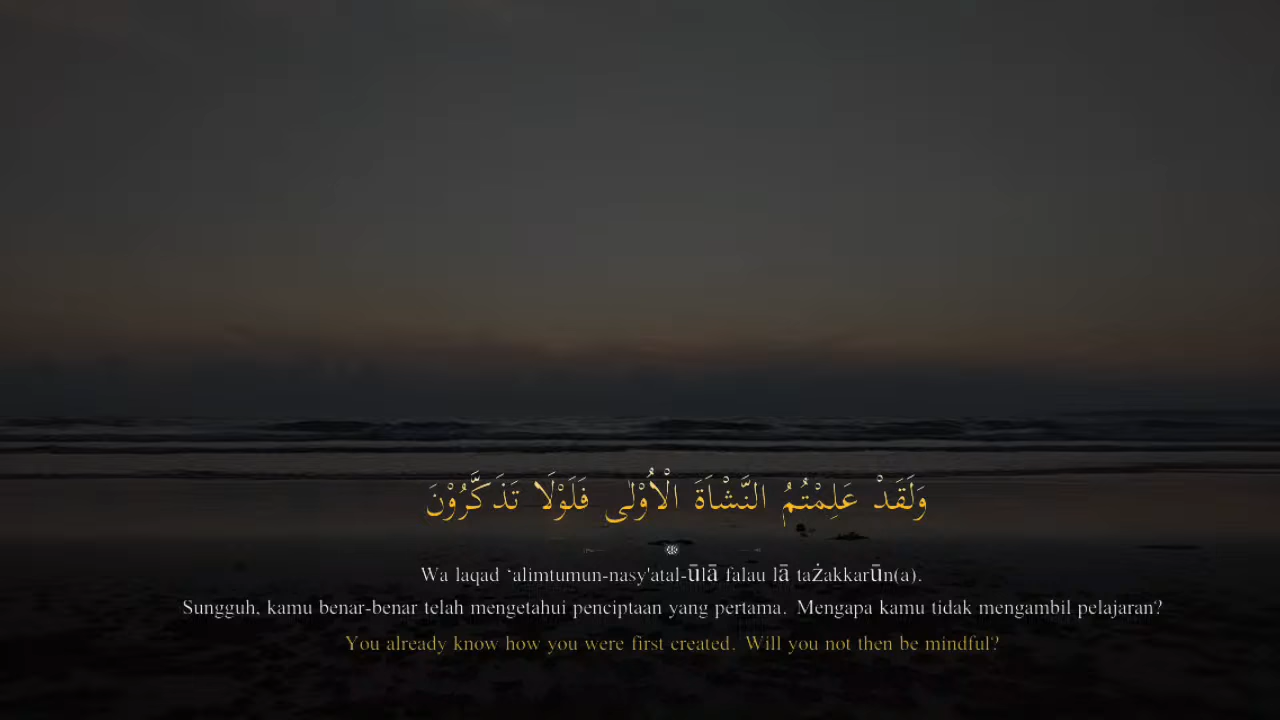 وَلَقَدْ عَلِمْتُمُ النَّشْاَةَ الْاُوْلٰى فَلَوْلَا تَذَكَّرُوْنَ
Wa laqad ‘alimtumun-nasy'atal-ūlā falau lā tażakkarūn(a).
Sungguh, kamu benar-benar telah mengetahui penciptaan yang pertama. Mengapa kamu tidak mengambil pelajaran?
You already know how you were first created. Will you not then be mindful?